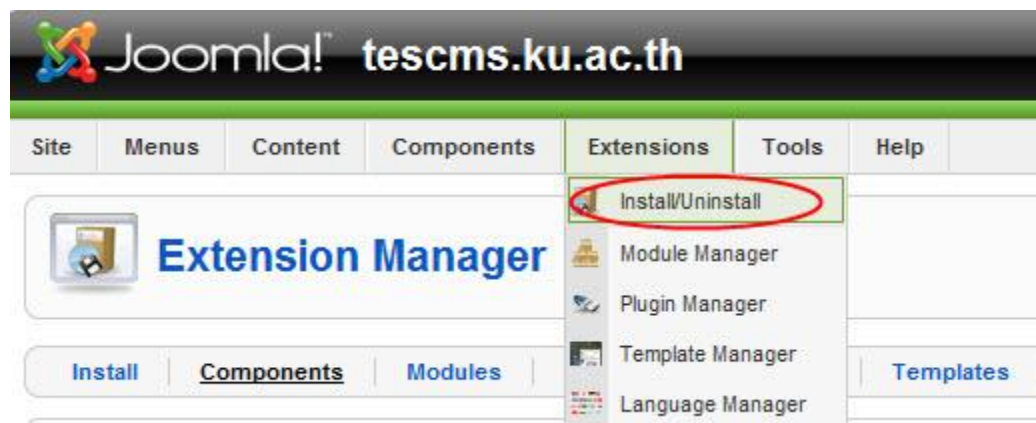 Joomla!™ tescms.ku.ac.th
Site Menus Content Components Extensions Tools Help
Install/Uninstall
Extension Manager
Module Manager
Plugin Manager
Template Manager
Install Components Modules Templates
Language Manager